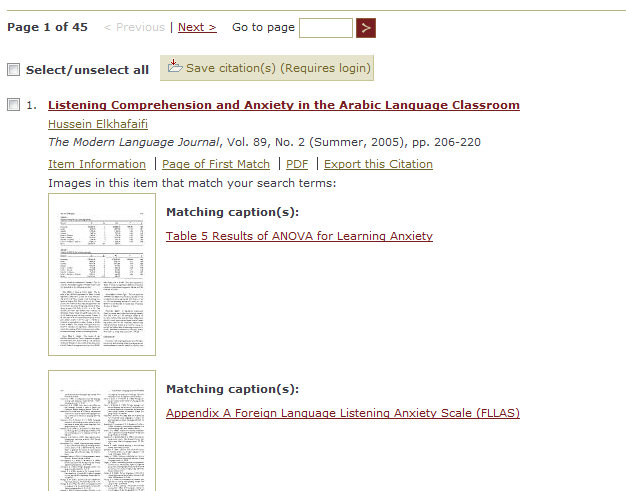 Page 1 of 45 < Previous | Next > Go to page >
Select/unselect all Save citation(s) (Requires login)
1. Listening Comprehension and Anxiety in the Arabic Language Classroom
Hussein Elkhafaifi
The Modern Language Journal, Vol. 89, No. 2 (Summer, 2005), pp. 206-220
Item Information | Page of First Match | PDF | Export this Citation
Images in this item that match your search terms:
Matching caption(s):
Table 5 Results of ANOVA for Learning Anxiety
Matching caption(s):
Appendix A Foreign Language Listening Anxiety Scale (FLLAS)